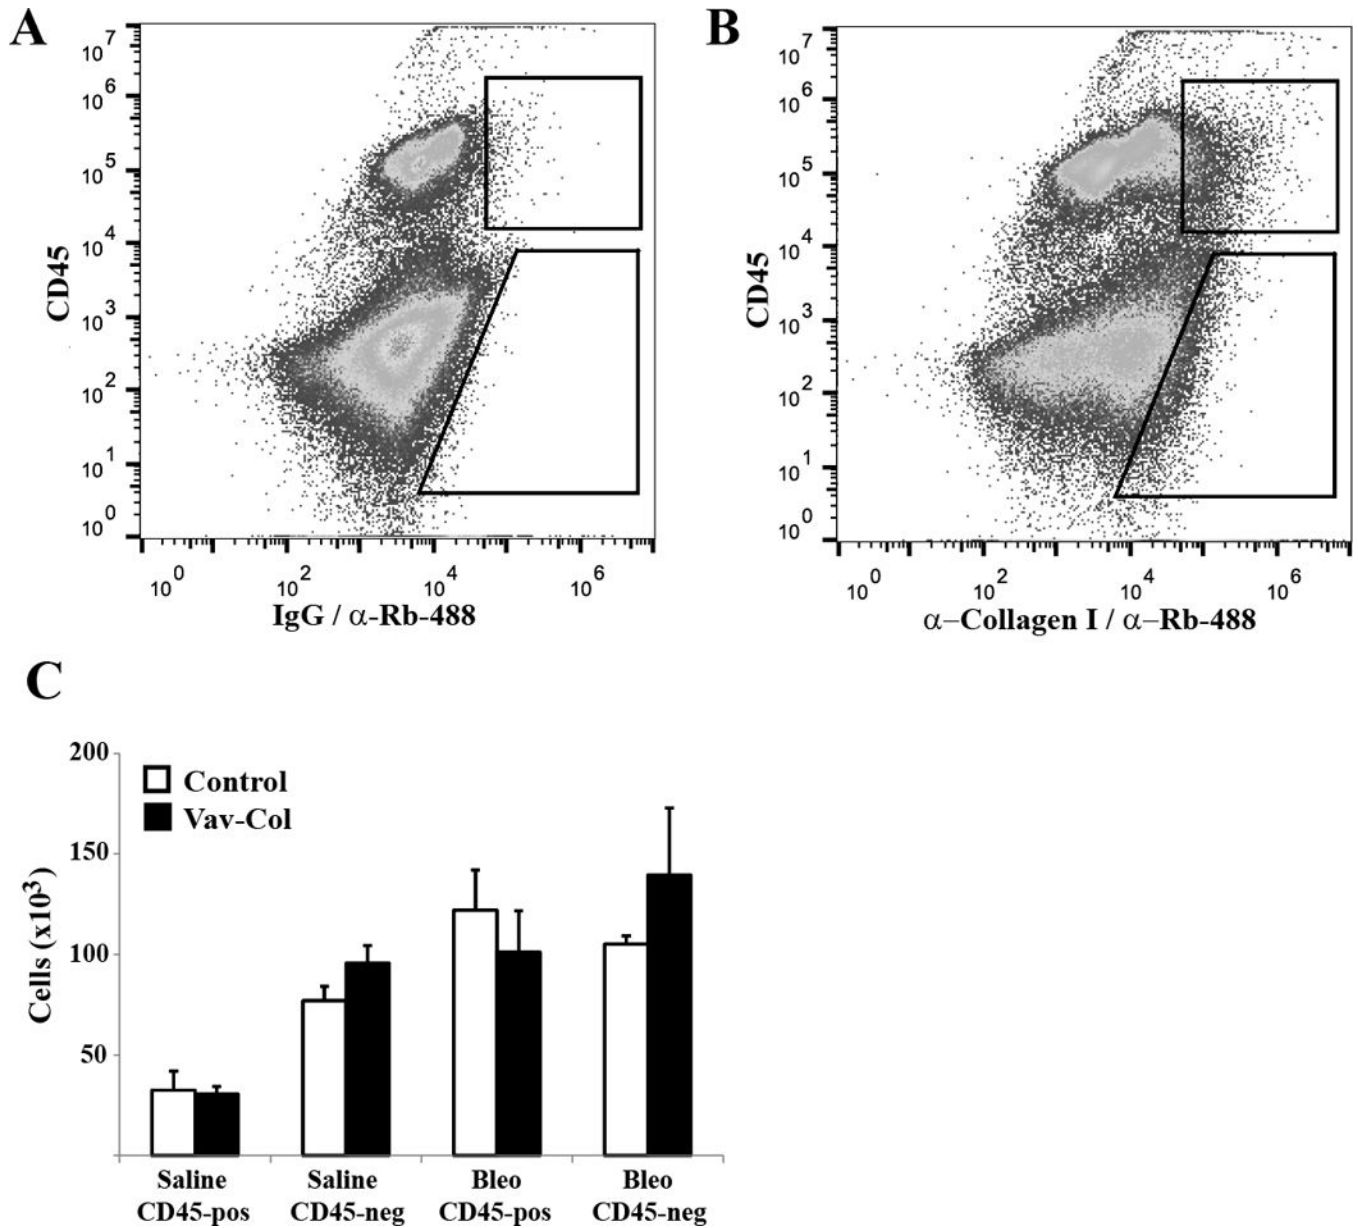 A
10^7
10^6
10^5
10^4
10^3
10^2
10^1
10^0
CD45
10^0 10^2 10^4 10^6
IgG / α-Rb-488
B
10^7
10^6
10^5
10^4
10^3
10^2
10^1
10^0
CD45
10^0 10^2 10^4 10^6
α–Collagen I / α–Rb-488
C
200
150
100
50
Cells (x10^3)
Control
Vav-Col
Saline Saline Bleo Bleo
CD45-pos CD45-neg CD45-pos CD45-neg